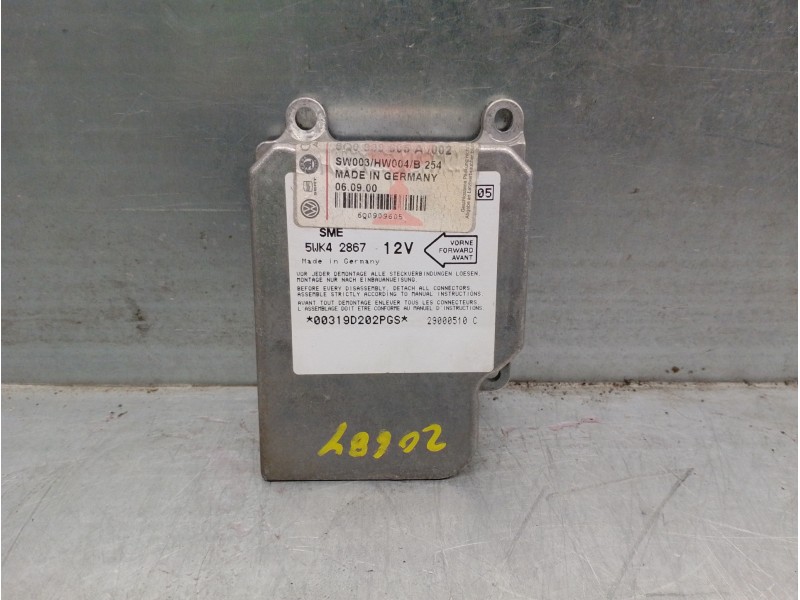 SW003/HW004/B 254
MADE IN GERMANY
06.09.00
6Q0909605
05
SME
5WK4 2867 12V
Made in Germany
VORNE
FORWARD
AVANT
VOR JEDER DEMONTAGE ALLE STECKVERBINDUNGEN LOESEN.
MONTAGE NUR NACH EINBAUANWEISUNG.
BEFORE EVERY DISASSEMBLY, DETACH ALL CONNECTORS
ASSEMBLE STRICTLY ACCORDING TO MANUAL INSTRUCTIONS.
AVANT TOUT DEMONTAGE ENLEVER TOUS LES CONNECTEURS.
L ASSEMBLAGE DOIT ETRE CONFORME AU MANUEL D'INSTRUCTIONS.
*00319D202PGS*
29000510 C